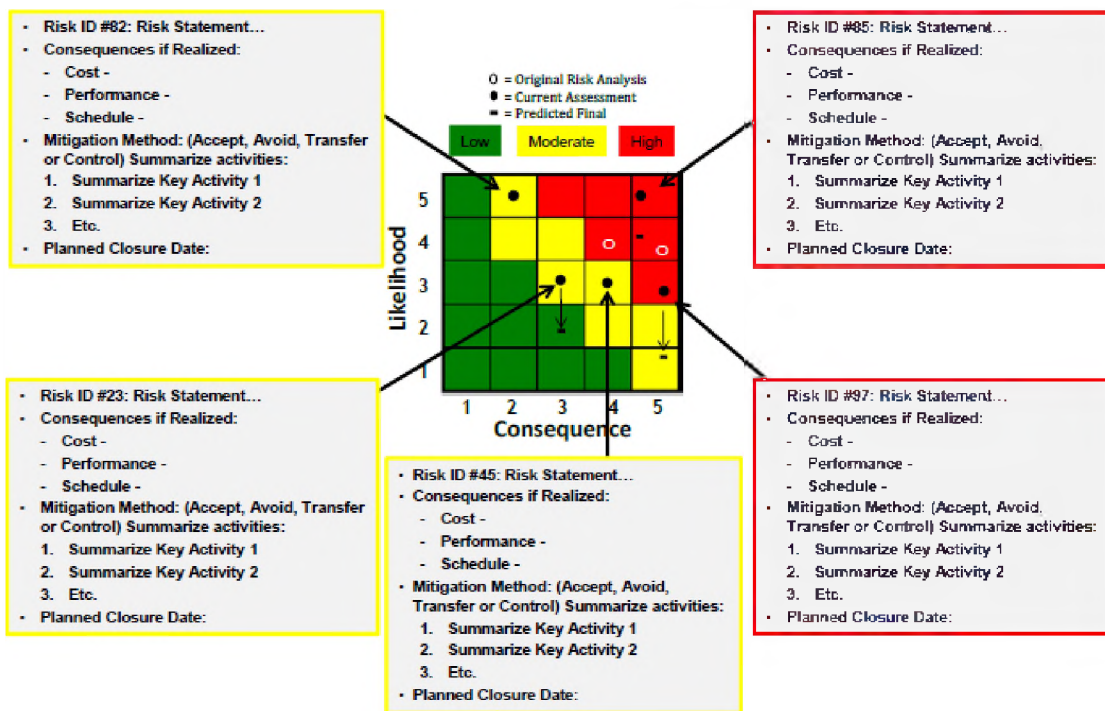 • Risk ID #82: Risk Statement…
• Consequences if Realized:
- Cost -
- Performance -
- Schedule -
• Mitigation Method: (Accept, Avoid, Transfer
or Control) Summarize activities:
1. Summarize Key Activity 1
2. Summarize Key Activity 2
3. Etc.
• Planned Closure Date:
O = Original Risk Analysis
● = Current Assessment
- = Predicted Final
Low Moderate High
• Risk ID #85: Risk Statement…
• Consequences if Realized:
- Cost -
- Performance -
- Schedule -
• Mitigation Method: (Accept, Avoid,
Transfer or Control) Summarize activities:
1. Summarize Key Activity 1
2. Summarize Key Activity 2
3. Etc.
• Planned Closure Date:
Likelihood
5
4
3
2
1
1 2 3 4 5
Consequence
• Risk ID #23: Risk Statement…
• Consequences if Realized:
- Cost -
- Performance -
- Schedule -
• Mitigation Method: (Accept, Avoid, Transfer
or Control) Summarize activities:
1. Summarize Key Activity 1
2. Summarize Key Activity 2
3. Etc.
• Planned Closure Date:
• Risk ID #45: Risk Statement…
• Consequences if Realized:
- Cost -
- Performance -
- Schedule -
• Mitigation Method: (Accept, Avoid,
Transfer or Control) Summarize activities:
1. Summarize Key Activity 1
2. Summarize Key Activity 2
3. Etc.
• Planned Closure Date:
• Risk ID #97: Risk Statement…
• Consequences if Realized:
- Cost -
- Performance -
- Schedule -
• Mitigation Method: (Accept, Avoid,
Transfer or Control) Summarize activities:
1. Summarize Key Activity 1
2. Summarize Key Activity 2
3. Etc.
• Planned Closure Date: